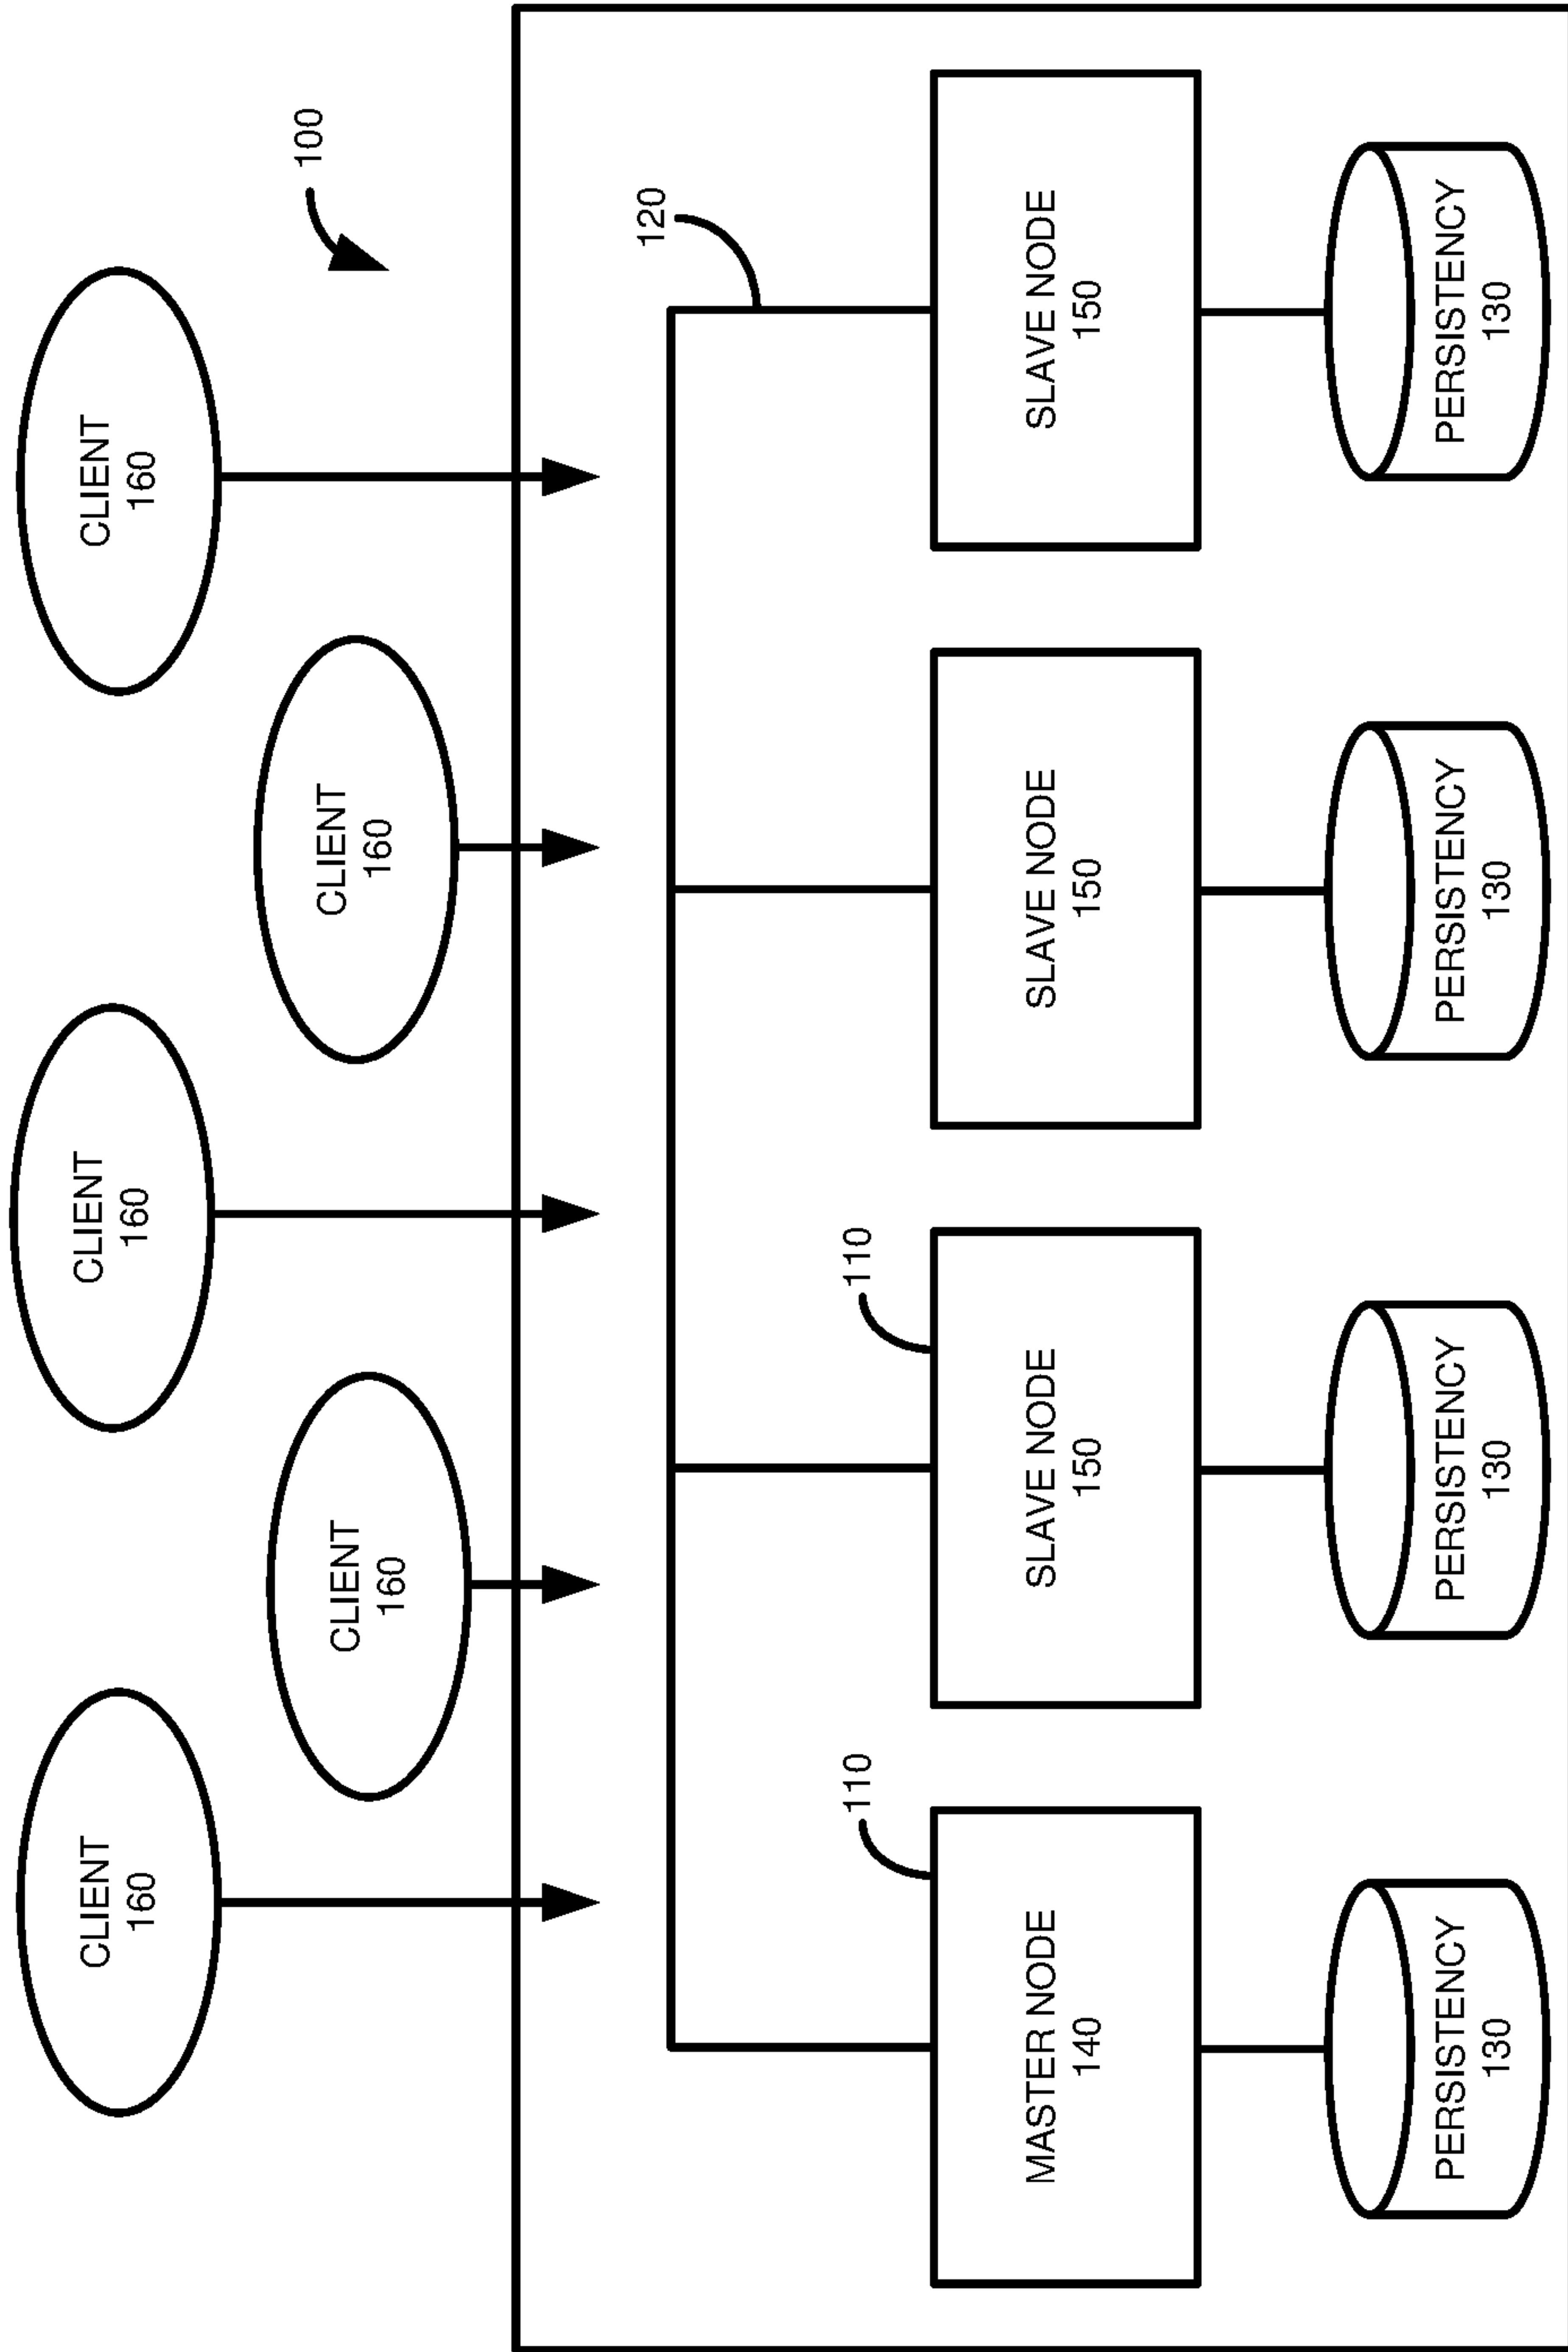 CLIENT
160
CLIENT
160
CLIENT
160
CLIENT
160
CLIENT
160
100
120
110
110
MASTER NODE
140
SLAVE NODE
150
SLAVE NODE
150
SLAVE NODE
150
PERSISTENCY
130
PERSISTENCY
130
PERSISTENCY
130
PERSISTENCY
130